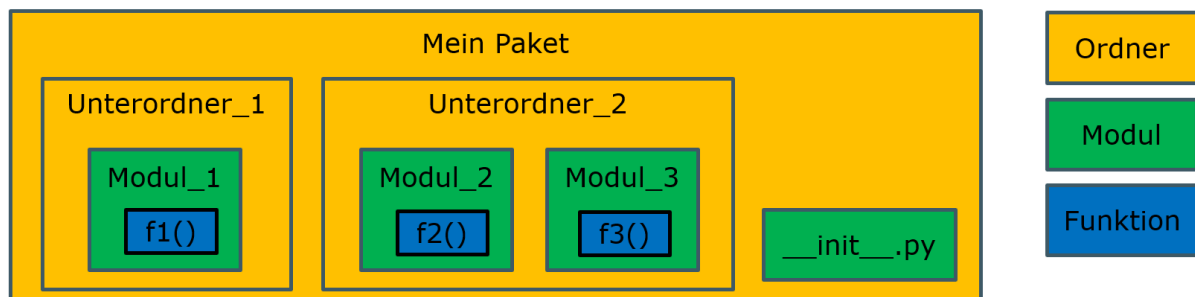 Mein Paket
Unterordner_1
Unterordner_2
Modul_1
Modul_2
Modul_3
f1()
f2()
f3()
__init__.py
Ordner
Modul
Funktion